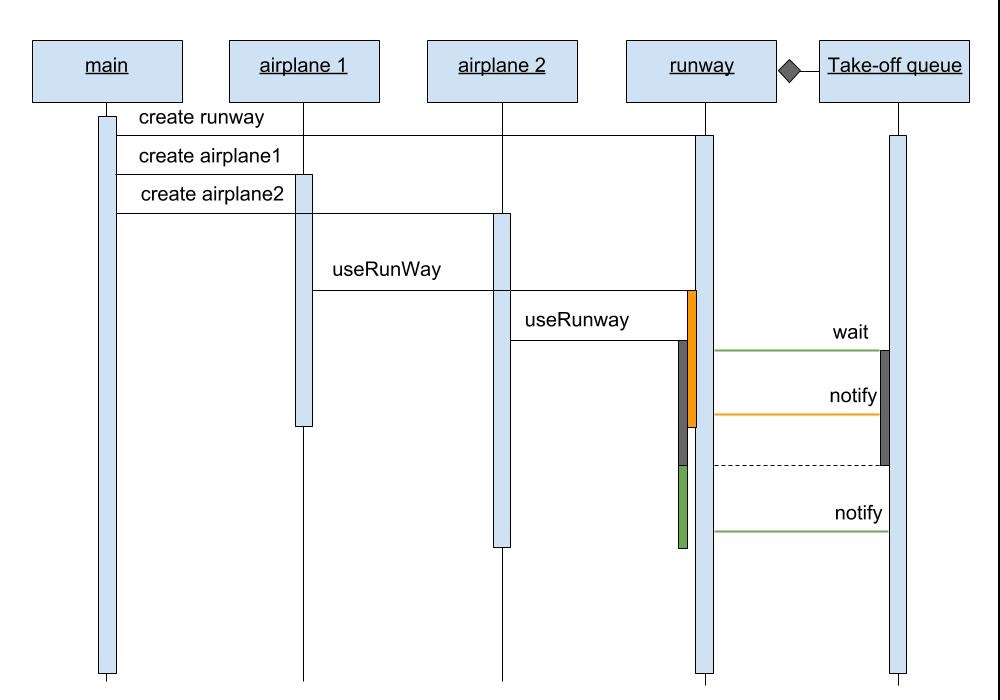 main
airplane 1
airplane 2
runway
Take-off queue
create runway
create airplane1
create airplane2
useRunWay
useRunway
wait
notify
notify